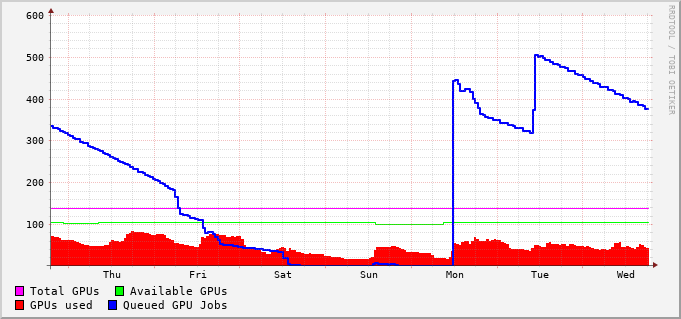 600
500
400
300
200
100
Thu Fri Sat Sun Mon Tue Wed
Total GPUs Available GPUs
GPUs used Queued GPU Jobs
RRDTOOL / TOBI OETIKER